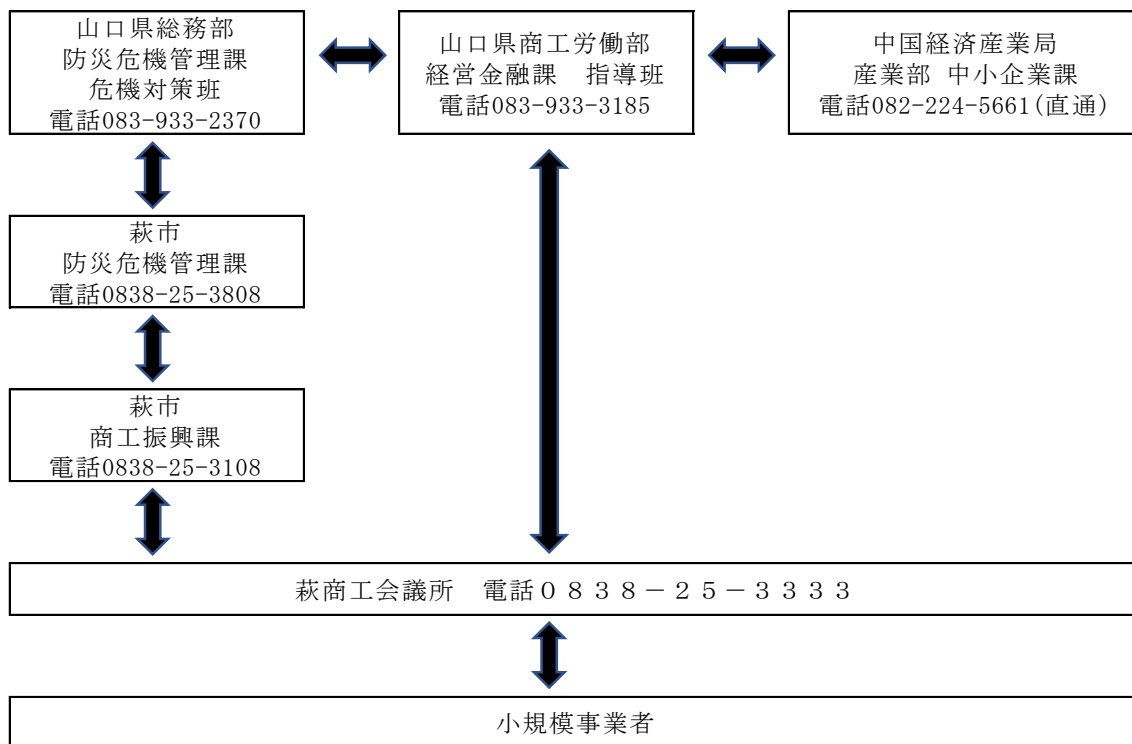 山口県総務部
防災危機管理課
危機対策班
電話083-933-2370
山口県商工労働部
経営金融課　指導班
電話083-933-3185
中国経済産業局
産業部 中小企業課
電話082-224-5661(直通)
萩市
防災危機管理課
電話0838-25-3808
萩市
商工振興課
電話0838-25-3108
萩商工会議所　電話０８３８－２５－３３３３
小規模事業者